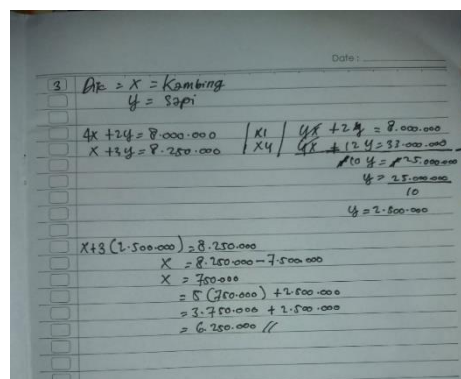 Date :
3 Dik = x = Kambing
y = Sapi
4x + 2y = 8.000.000 | x1 | 4x + 2y = 8.000.000
x + 3y = 8.250.000 | x4 | 4x + 12y = 33.000.000
-10 y = -25.000.000
y = 25.000.000
10
y = 2.500.000
x + 3 (2.500.000) = 8.250.000
x = 8.250.000 - 7.500.000
x = 750.000
= 5 (750.000) + 2.500.000
= 3.750.000 + 2.500.000
= 6.250.000 //